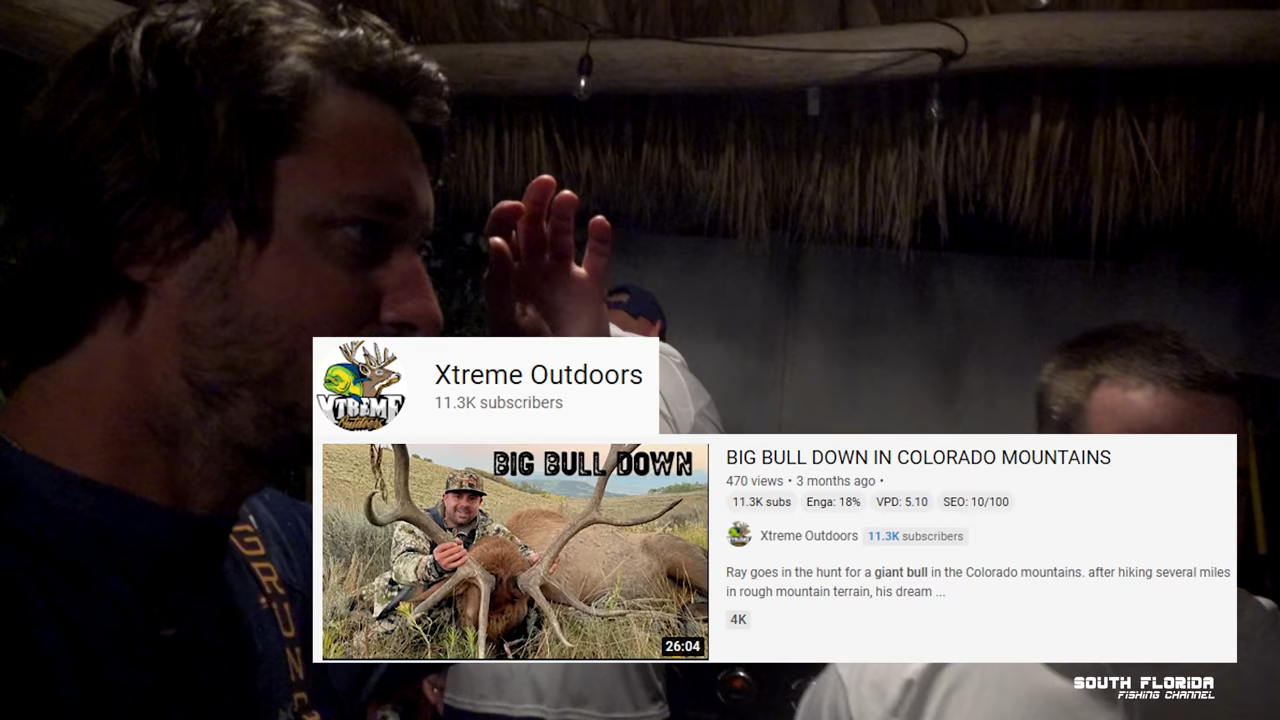 Xtreme Outdoors
11.3K subscribers
XTREME
Outdoors
BIG BULL DOWN
26:04
BIG BULL DOWN IN COLORADO MOUNTAINS
470 views • 3 months ago •
11.3K subs Enga: 18% VPD: 5.10 SEO: 10/100
Xtreme Outdoors 11.3K subscribers
Ray goes in the hunt for a giant bull in the Colorado mountains. after hiking several miles
in rough mountain terrain, his dream ...
4K
SOUTH FLORIDA
FISHING CHANNEL